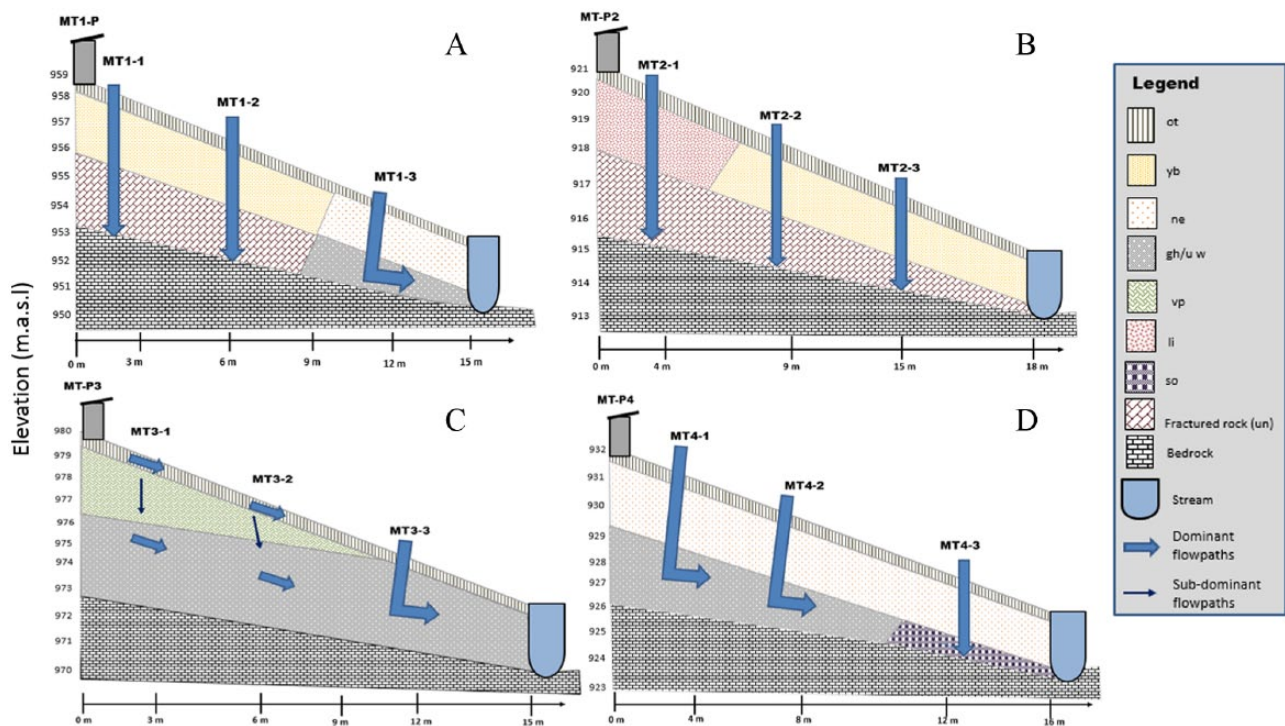 Elevation (m.a.s.l)
MT1-P
A
MT1-1
MT1-2
MT1-3
959
958
957
956
955
954
953
952
951
950
0 m 3 m 6 m 9 m 12 m 15 m
MT-P2
B
MT2-1
MT2-2
MT2-3
921
920
919
918
917
916
915
914
913
0 m 4 m 9 m 15 m 18 m
MT-P3
C
MT3-1
MT3-2
MT3-3
980
979
978
977
976
975
974
973
972
971
970
0 m 3 m 6 m 9 m 12 m 15 m
MT-P4
D
MT4-1
MT4-2
MT4-3
932
931
930
929
928
927
926
925
924
923
0 m 4 m 8 m 12 m 16 m
Legend
ot
yb
ne
gh/u w
vp
li
so
Fractured rock (un)
Bedrock
Stream
Dominant
flowpaths
Sub-dominant
flowpaths